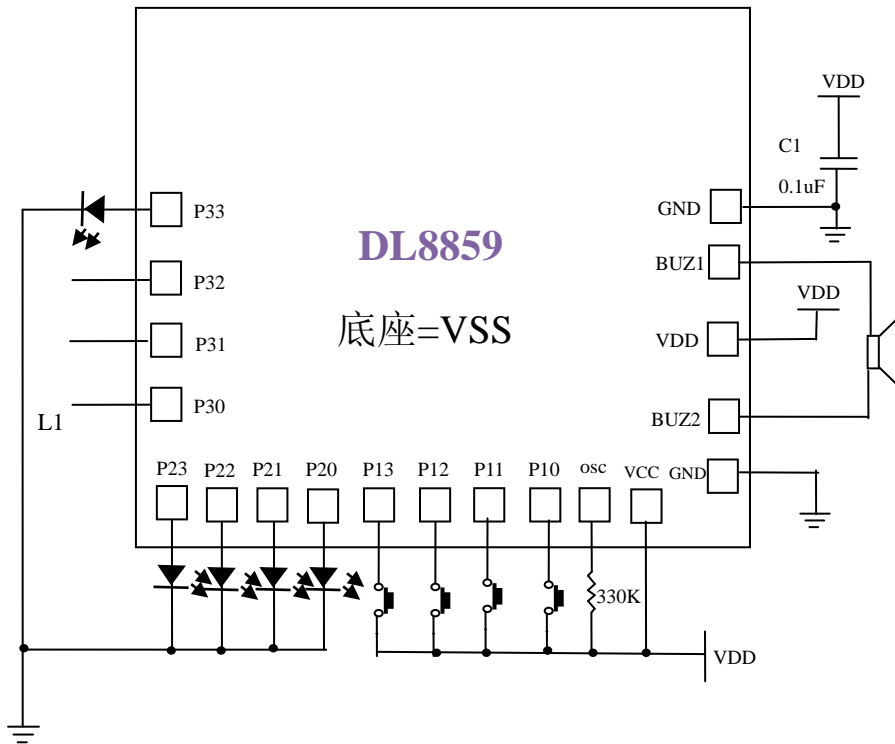 VDD
C1
0.1uF
P33
GND
DL8859
BUZ1
P32
VDD
底座=VSS
P31
VDD
P30
L1
BUZ2
P23
P22
P21
P20
P13
P12
P11
P10
osc
VCC
GND
330K
VDD